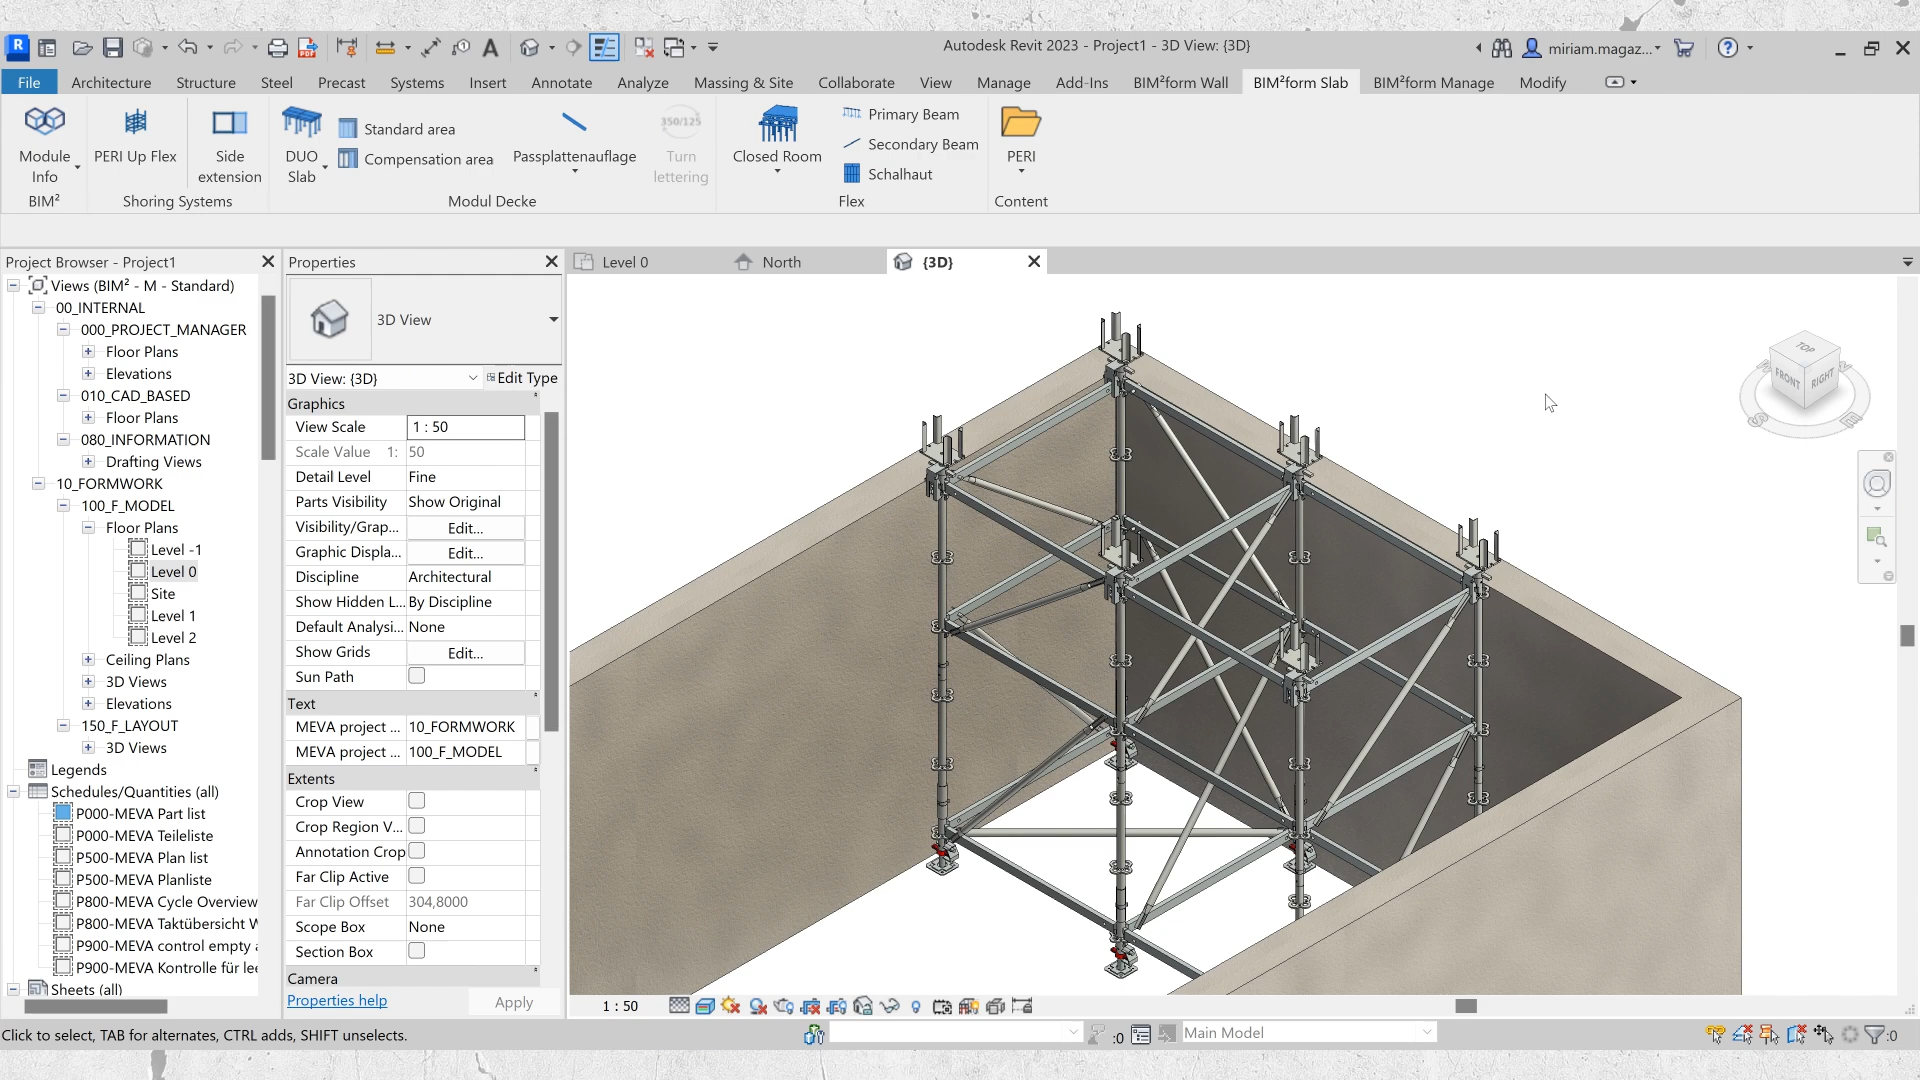 Autodesk Revit 2023 - Project1 - 3D View: {3D}
miriam.magaz...
File
Architecture
Structure
Steel
Precast
Systems
Insert
Annotate
Analyze
Massing & Site
Collaborate
View
Manage
Add-Ins
BIM²form Wall
BIM²form Slab
BIM²form Manage
Modify
Module
Info
BIM²
PERI Up Flex
Side
extension
Shoring Systems
DUO
Slab
Standard area
Compensation area
Passplattenauflage
350/125
Turn
lettering
Modul Decke
Closed Room
Primary Beam
Secondary Beam
Schalhaut
Flex
PERI
Content
Project Browser - Project1
Views (BIM² - M - Standard)
00_INTERNAL
000_PROJECT_MANAGER
Floor Plans
Elevations
010_CAD_BASED
Floor Plans
080_INFORMATION
Drafting Views
10_FORMWORK
100_F_MODEL
Floor Plans
Level -1
Level 0
Site
Level 1
Level 2
Ceiling Plans
3D Views
Elevations
150_F_LAYOUT
3D Views
Legends
Schedules/Quantities (all)
P000-MEVA Part list
P000-MEVA Teileliste
P500-MEVA Plan list
P500-MEVA Planliste
P800-MEVA Cycle Overview
P800-MEVA Taktübersicht W
P900-MEVA control empty
P900-MEVA Kontrolle für lee
Sheets (all)
Properties
3D View
3D View: {3D}
Edit Type
Graphics
View Scale 1 : 50
Scale Value 1: 50
Detail Level Fine
Parts Visibility Show Original
Visibility/Grap... Edit...
Graphic Displa... Edit...
Discipline Architectural
Show Hidden L... By Discipline
Default Analysi... None
Show Grids Edit...
Sun Path
Text
MEVA project ... 10_FORMWORK
MEVA project ... 100_F_MODEL
Extents
Crop View
Crop Region V...
Annotation Crop
Far Clip Active
Far Clip Offset 304,8000
Scope Box None
Section Box
Camera
Properties help
Apply
Level 0
North
{3D}
TOP
FRONT
RIGHT
1 : 50
Click to select, TAB for alternates, CTRL adds, SHIFT unselects.
:0
Main Model
:0